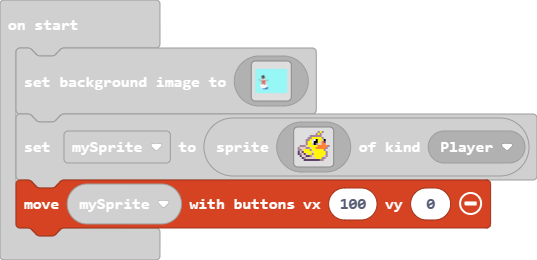 on start
set background image to
set mySprite to sprite of kind Player
move mySprite with buttons vx 100 vy 0